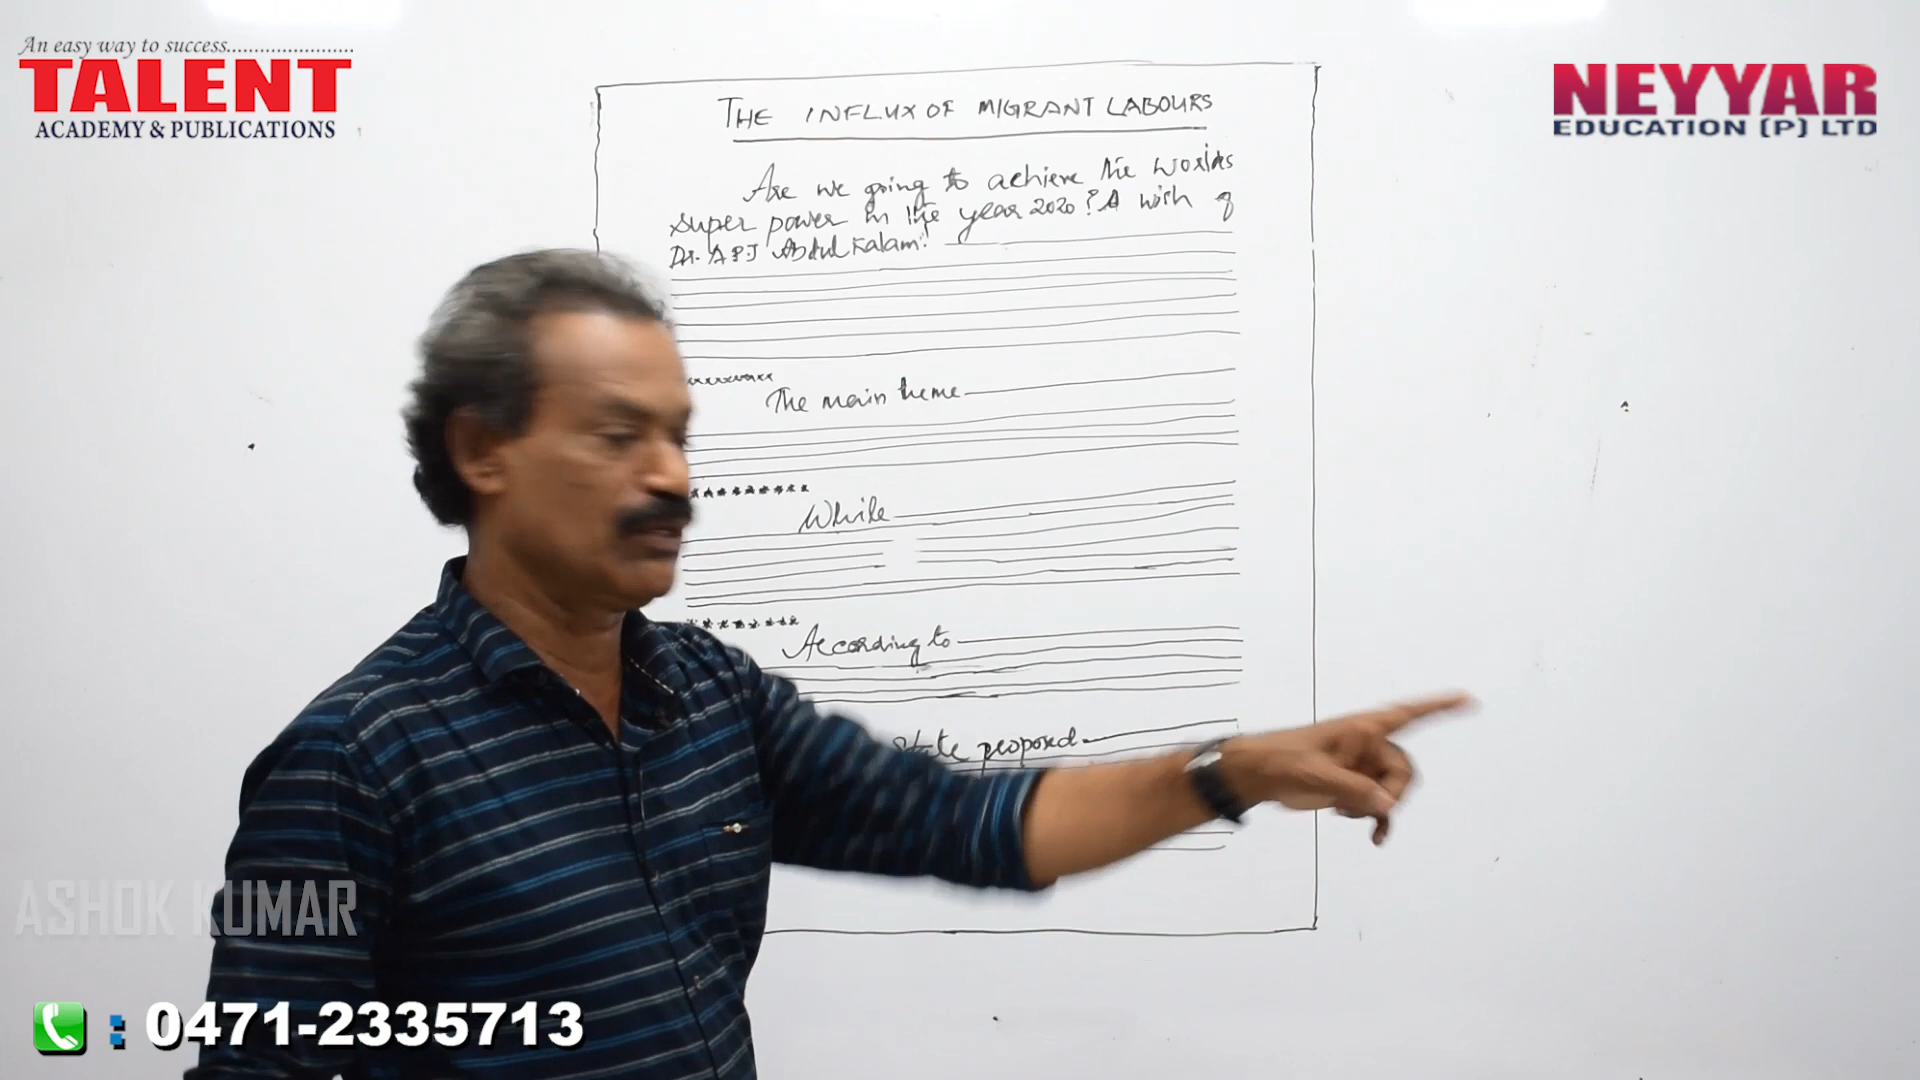 An easy way to success........................
TALENT
ACADEMY & PUBLICATIONS
NEYYAR
EDUCATION (P) LTD
THE INFLUX OF MIGRANT LABOURS
Are we going to achieve the worlds
super power in the year 2020? A wish of
Dr. APJ Abdul Kalam!
The main theme
While
According to
State proposed
ASHOK KUMAR
: 0471-2335713